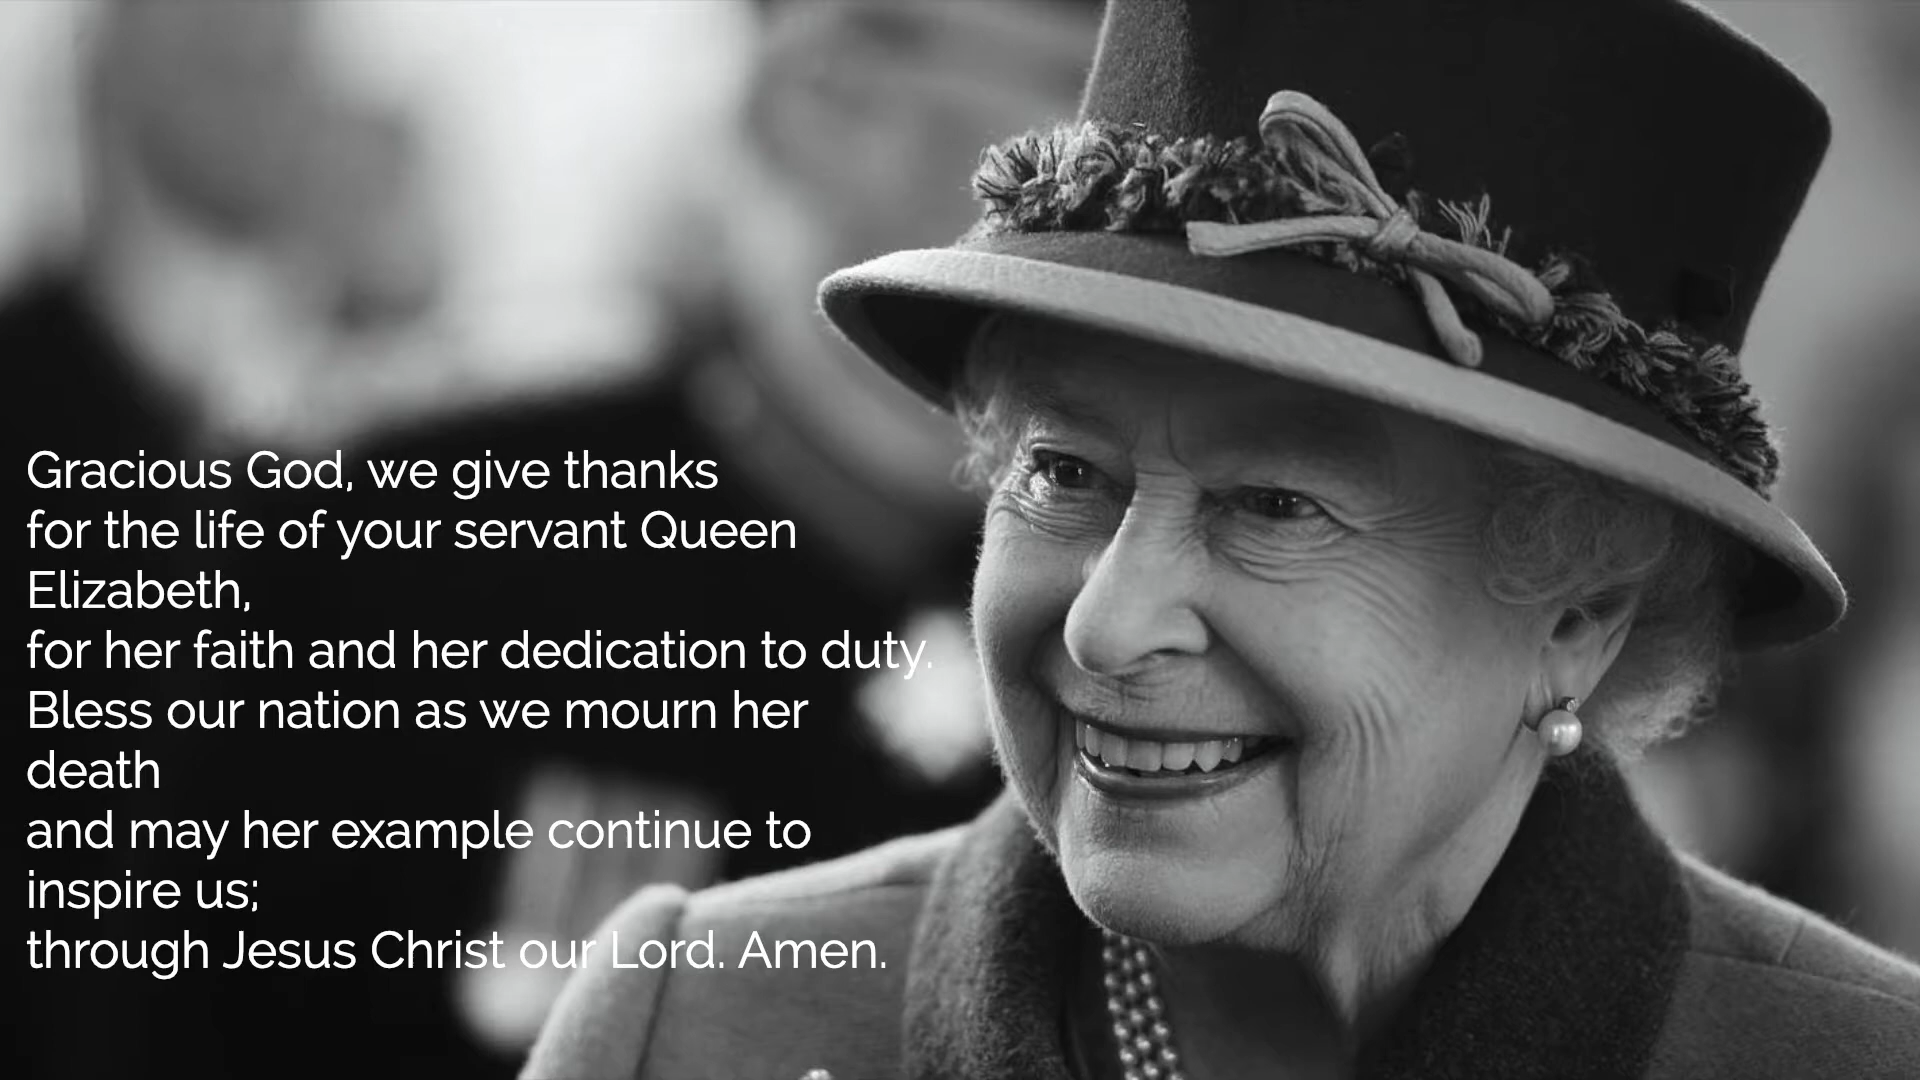 Gracious God, we give thanks
for the life of your servant Queen
Elizabeth,
for her faith and her dedication to duty.
Bless our nation as we mourn her
death
and may her example continue to
inspire us;
through Jesus Christ our Lord. Amen.